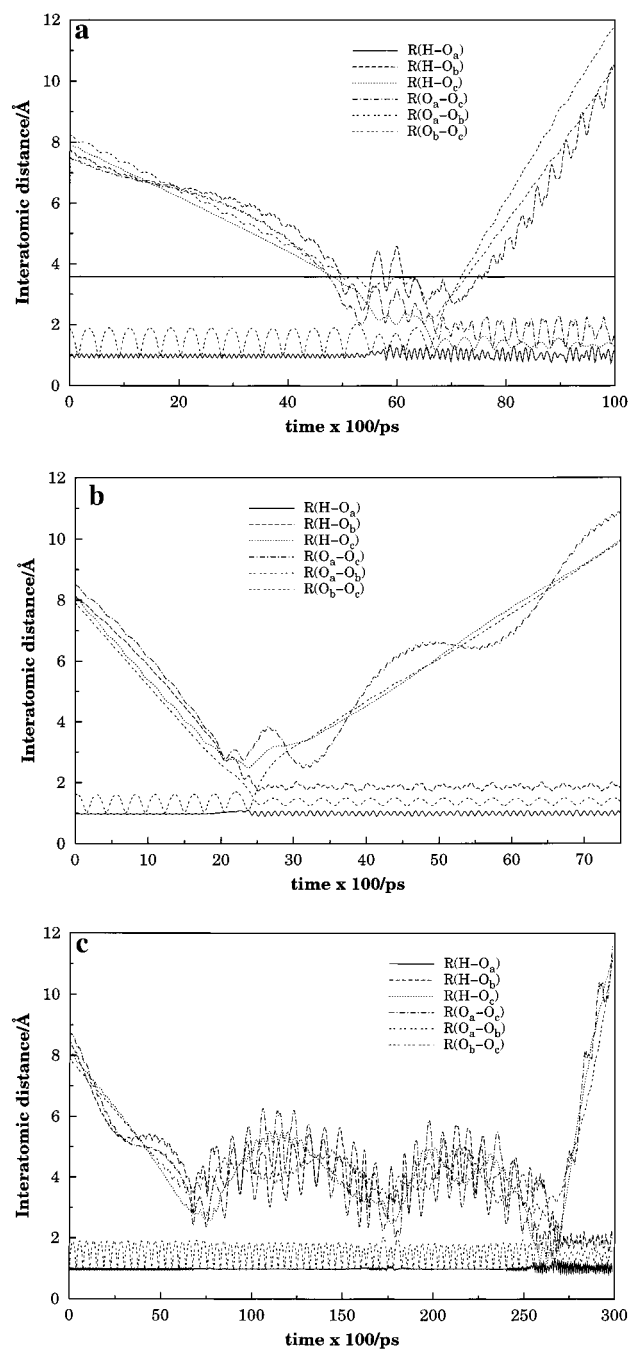 a
12
10
8
6
4
2
0
Interatomic distance/Å
R(H–Oa)
R(H–Ob)
R(H–Oc)
R(Oa–Oc)
R(Oa–Ob)
R(Ob–Oc)
0 20 40 60 80 100
time x 100/ps
b
12
10
8
6
4
2
0
Interatomic distance/Å
R(H–Oa)
R(H–Ob)
R(H–Oc)
R(Oa–Oc)
R(Oa–Ob)
R(Ob–Oc)
0 10 20 30 40 50 60 70
time x 100/ps
c
12
10
8
6
4
2
0
Interatomic distance/Å
R(H–Oa)
R(H–Ob)
R(H–Oc)
R(Oa–Oc)
R(Oa–Ob)
R(Ob–Oc)
0 50 100 150 200 250 300
time x 100/ps